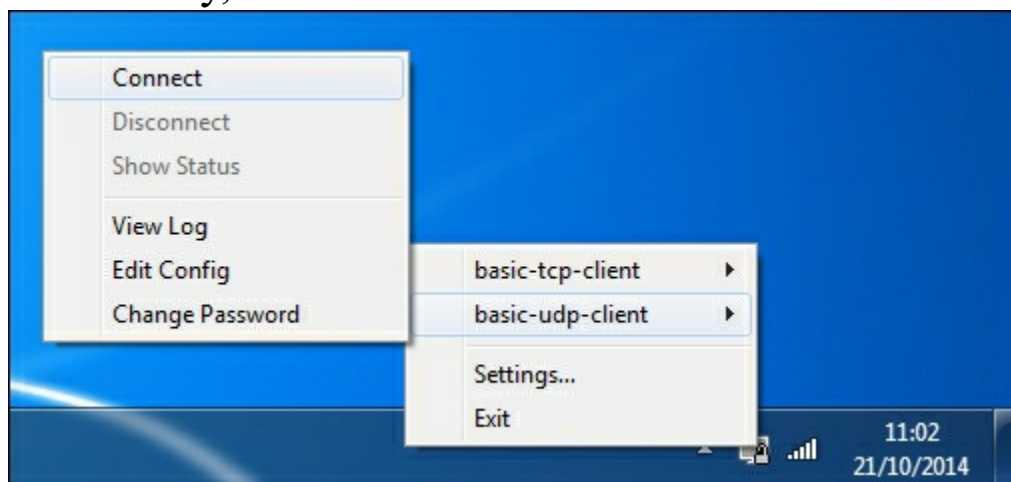 Connect
Disconnect
Show Status
View Log
Edit Config
Change Password
basic-tcp-client
basic-udp-client
Settings...
Exit
11:02
21/10/2014